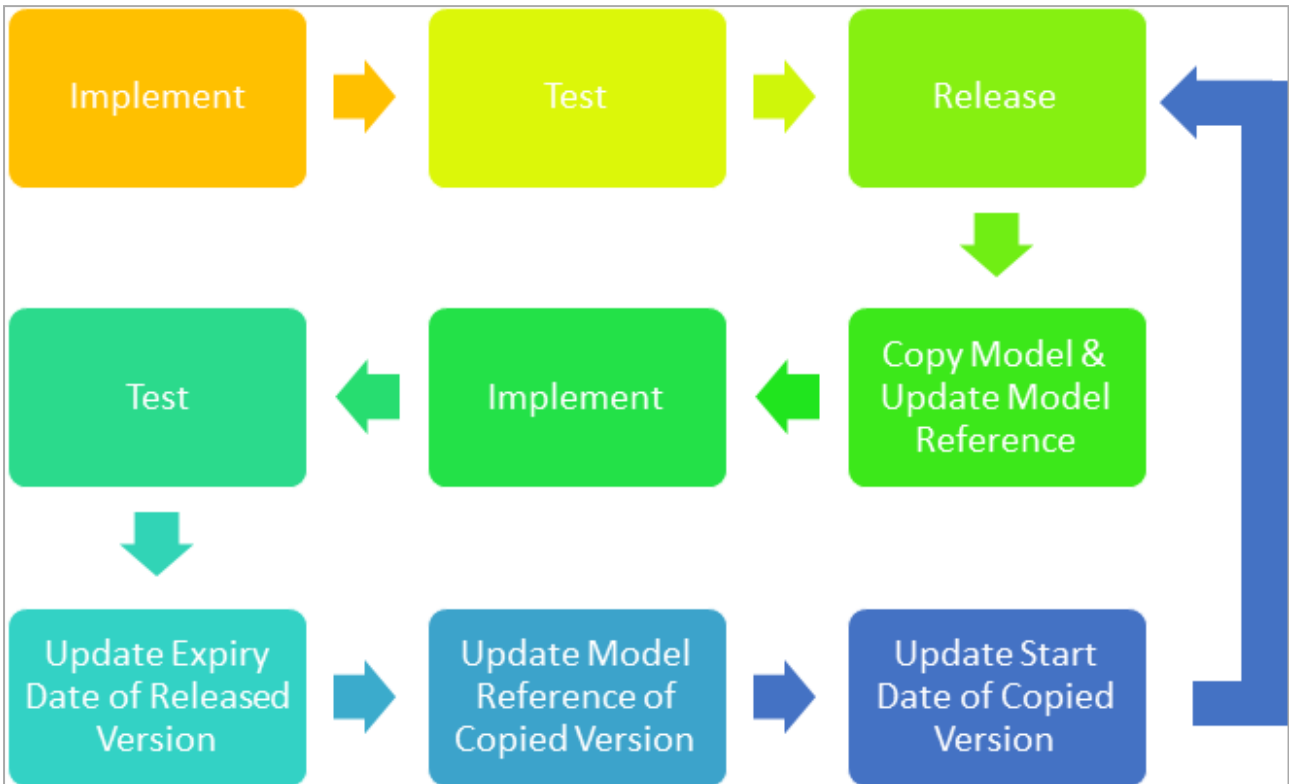 Implement
Test
Release
Copy Model &
Update Model
Reference
Implement
Test
Update Expiry
Date of Released
Version
Update Model
Reference of
Copied Version
Update Start
Date of Copied
Version